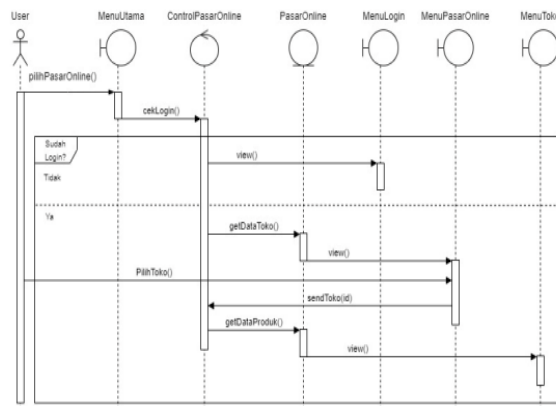 User MenuUtama ControlPasarOnline PasarOnline MenuLogin MenuPasarOnline MenuToko
pilihPasarOnline()
cekLogin()
Sudah
Login?
view()
Tidak
Ya
getDataToko()
view()
PilihToko()
sendToko(id)
getDataProduk()
view()